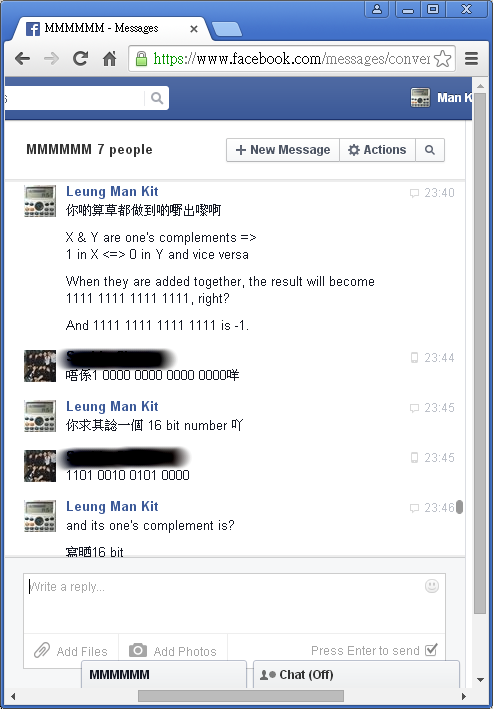 MMMMMM - Messages
https://www.facebook.com/messages/conver
Man K
MMMMMM 7 people
New Message
Actions
Leung Man Kit
23:40
你啲算草都做到啲嘢出嚟啊
X & Y are one's complements =>
1 in X <=> 0 in Y and vice versa
When they are added together, the result will become
1111 1111 1111 1111, right?
And 1111 1111 1111 1111 is -1.
23:44
唔係1 0000 0000 0000 0000咩
Leung Man Kit
23:45
你求其諗一個 16 bit number 吖
23:45
1101 0010 0101 0000
Leung Man Kit
23:46
and its one's complement is?
寫晒16 bit
Write a reply...
Add Files
Add Photos
Press Enter to send
MMMMMM
Chat (Off)